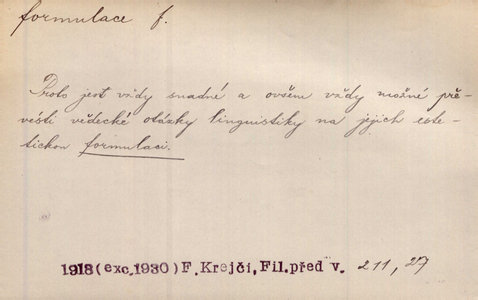 formulace f.
Proto jest vždy snadné a ovšem vždy možné pře-
vésti vědecké otázky linguistiky na jejich este-
tickou formulaci.
1918(exc.1930)F.Krejčí,Fil.před v. 211, 27